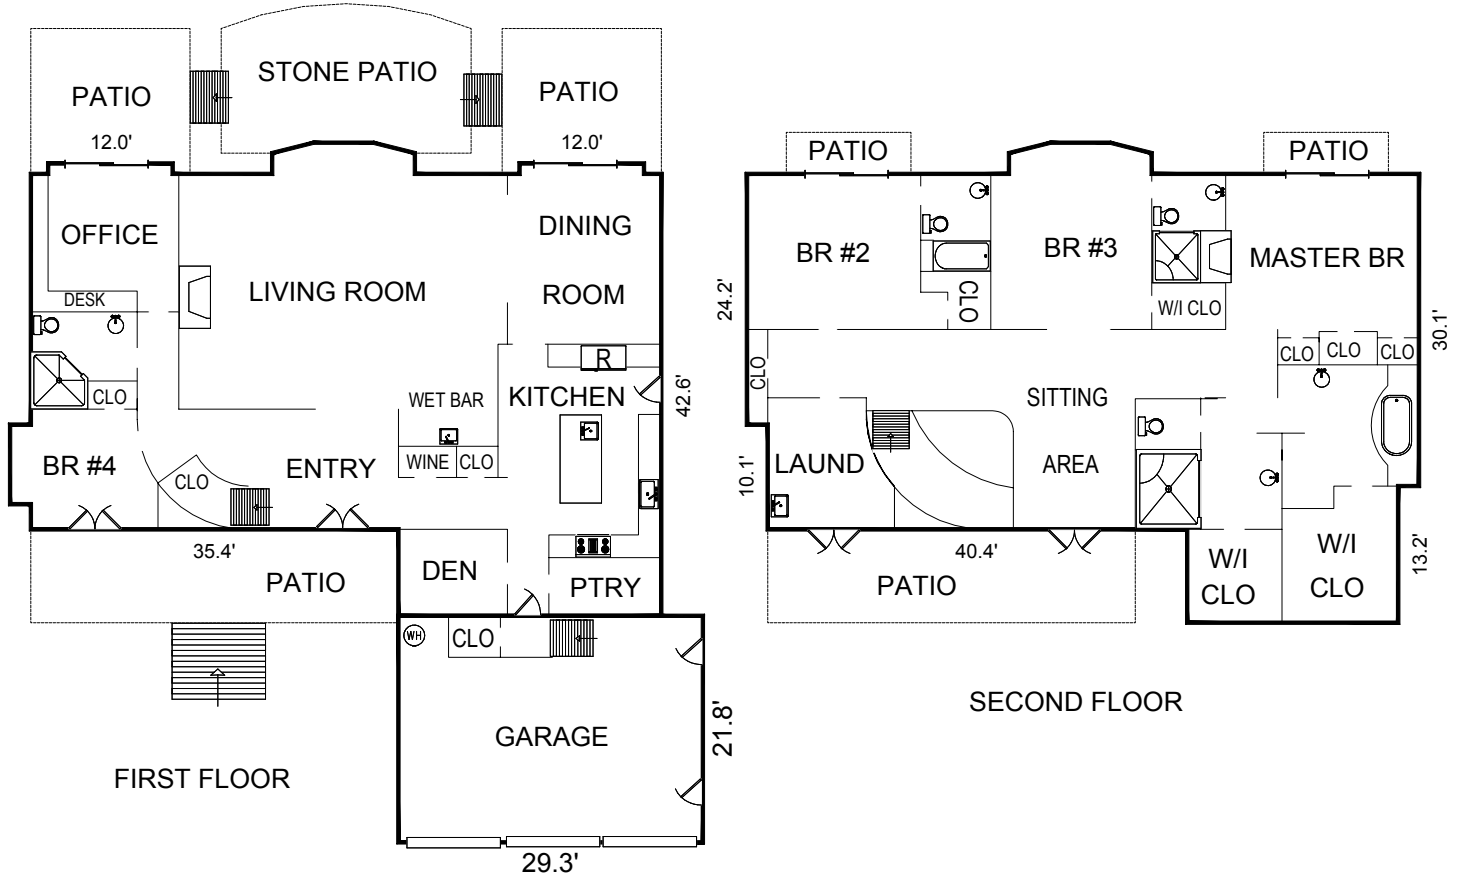 STONE PATIO
PATIO
PATIO
12.0'
12.0'
OFFICE
DINING
ROOM
LIVING ROOM
DESK
R
CLO
WET BAR
KITCHEN
42.6'
BR #4
CLO
ENTRY
WINE
CLO
35.4'
PATIO
DEN
PTRY
WH
CLO
GARAGE
21.8'
29.3'
FIRST FLOOR
PATIO
PATIO
BR #2
BR #3
MASTER BR
24.2'
CLO
W/I CLO
30.1'
CLO
CLO
CLO
CLO
SITTING
AREA
LAUND
10.1'
40.4'
PATIO
W/I
CLO
W/I
CLO
13.2'
SECOND FLOOR